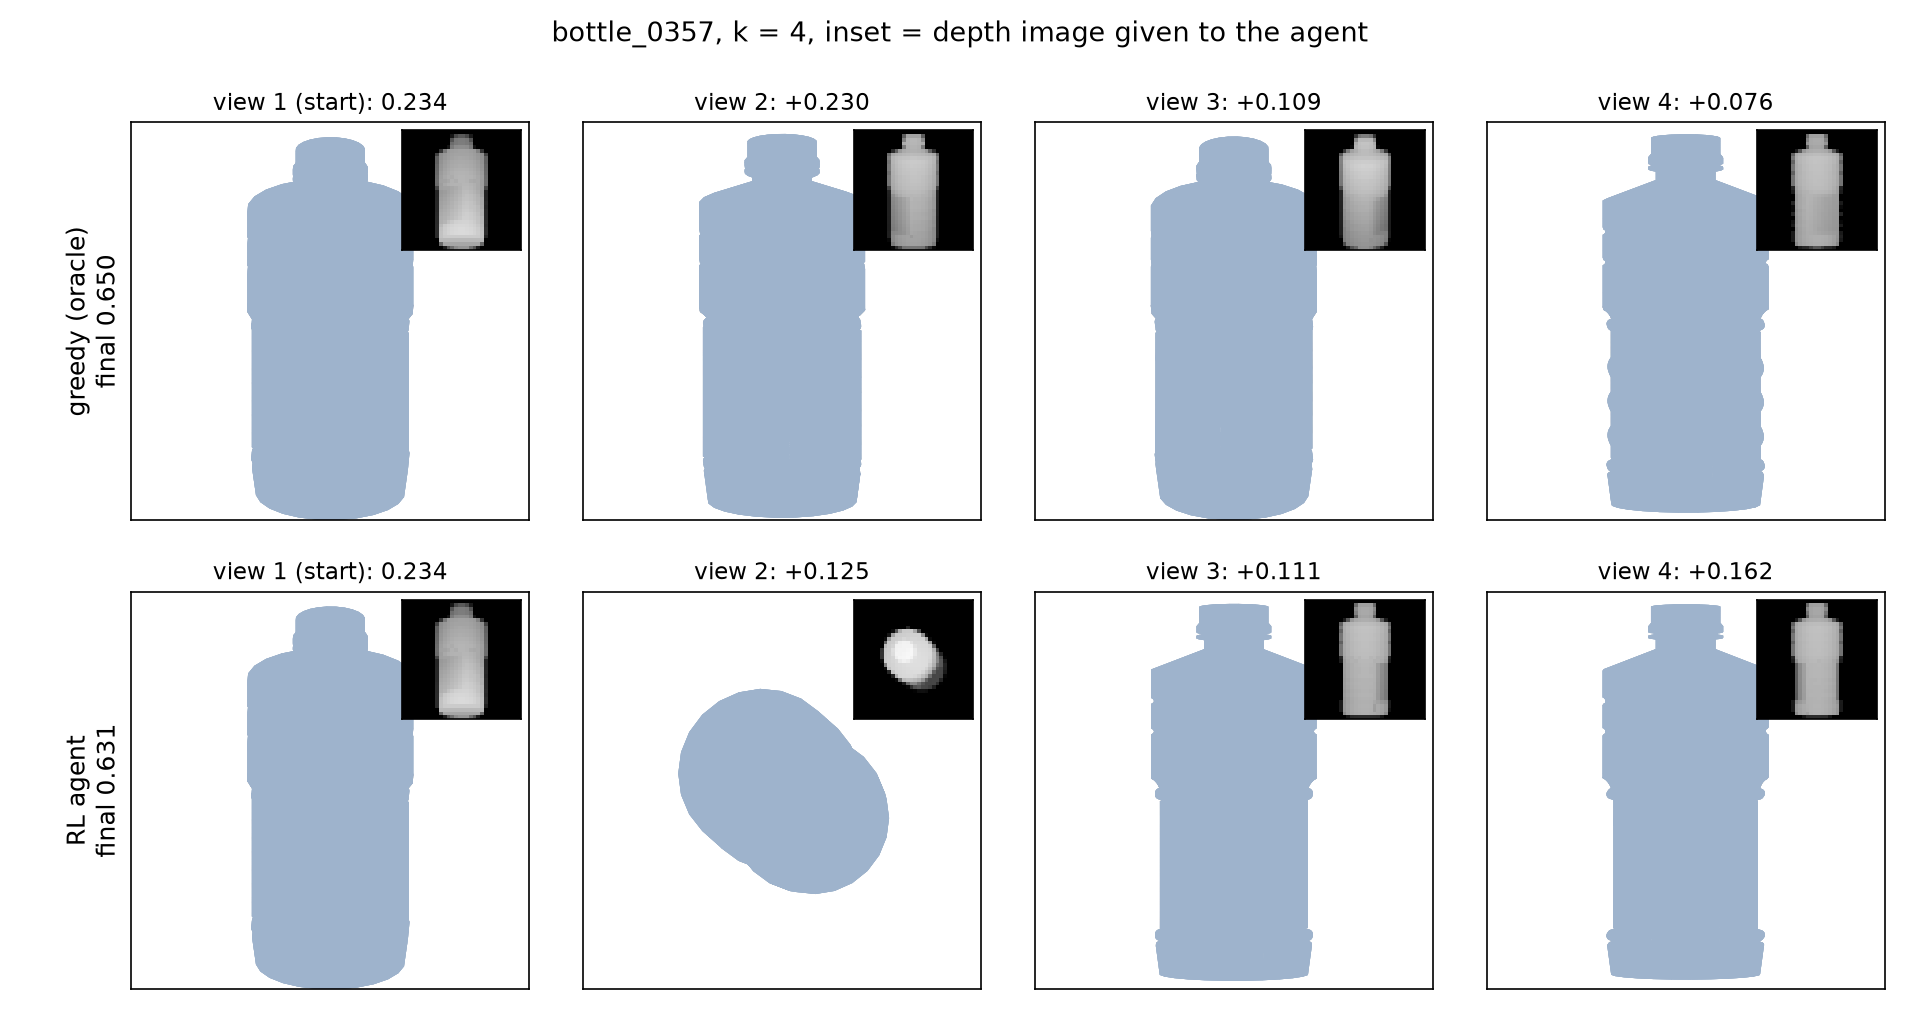 bottle_0357, k = 4, inset = depth image given to the agent
greedy (oracle)
final 0.650
view 1 (start): 0.234
view 2: +0.230
view 3: +0.109
view 4: +0.076
RL agent
final 0.631
view 1 (start): 0.234
view 2: +0.125
view 3: +0.111
view 4: +0.162